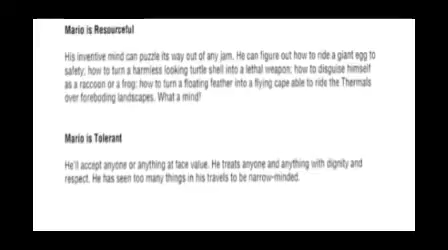 Mario is Resourceful
His inventive mind can puzzle its way out of any jam. He can figure out how to ride a giant egg to
safety; how to turn a harmless looking turtle shell into a lethal weapon; how to disguise himself
as a raccoon or a frog; how to turn a floating feather into a flying cape able to ride the Thermals
over foreboding landscapes. What a mind!
Mario is Tolerant
He'll accept anyone or anything at face value. He treats anyone and anything with dignity and
respect. He has seen too many things in his travels to be narrow-minded.